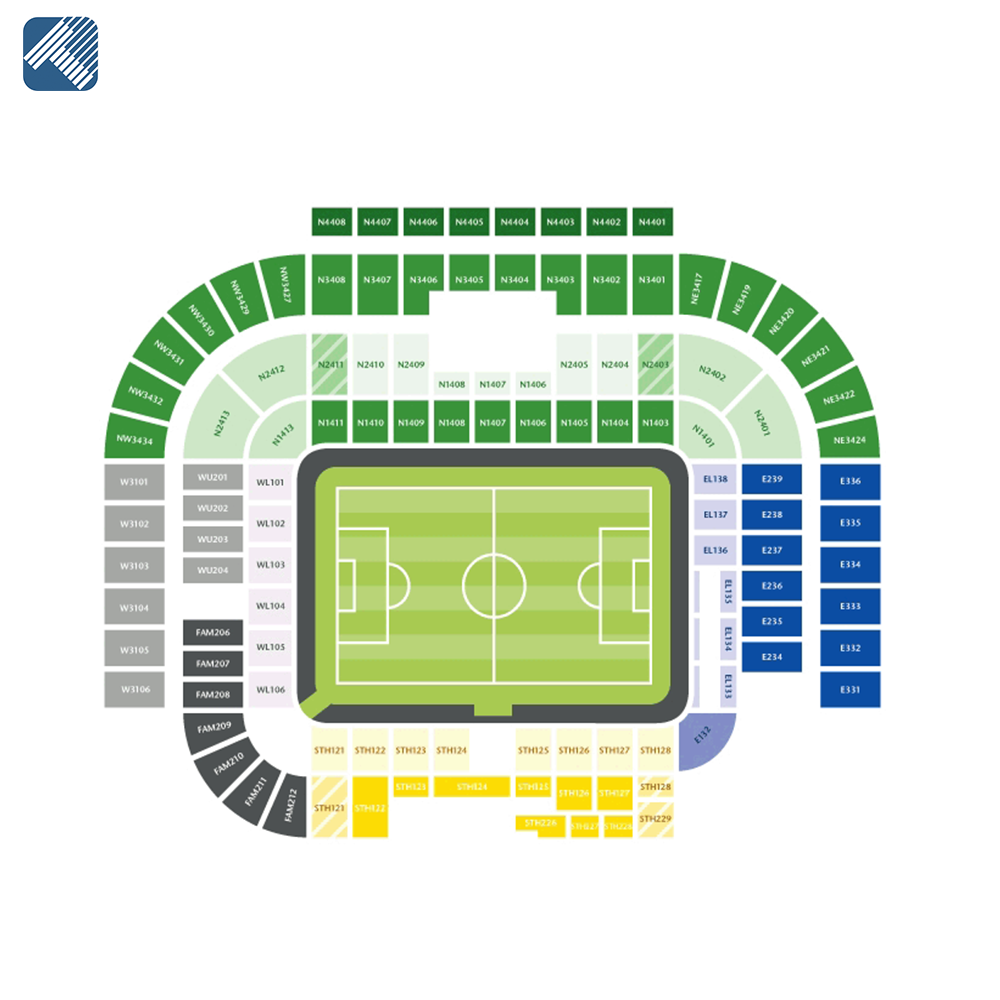 N4408 N4407 N4406 N4405 N4404 N4403 N4402 N4401
NW3427 N3408 N3407 N3406 N3405 N3404 N3403 N3402 N3401 NE3417
NW3429 NE3419
NW3430 NE3420
NW3431 NE3421
NW3432 NE3422
NW3434 NE3424
N2412 N2411 N2410 N2409 N2405 N2404 N2403 N2402
N1408 N1407 N1406
N2413 N1413 N1411 N1410 N1409 N1408 N1407 N1406 N1405 N1404 N1403 N1401 N2401
W3101 WU201 WL101 EL138 E239 E336
WU202
W3102 WL102 EL137 E238 E335
WU203
W3103 WU204 WL103 EL136 E237 E334
W3104 WL104 EL135 E236 E333
FAM206 E235
W3105 WL105 EL134 E332
FAM207 E234
W3106 FAM208 WL106 EL133 E331
FAM209 E132
STH121 STH122 STH123 STH124 STH125 STH126 STH127 STH128
FAM210
FAM211
FAM212
STH123 STH124 STH125 STH126 STH127 STH128
STH121 STH122
STH226 STH227 STH228 STH229